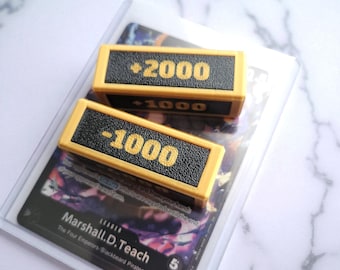 +2000
+1000
-1000
LEADER
Marshall.D.Teach
The Four Emperors/Blackbeard Pirates
5